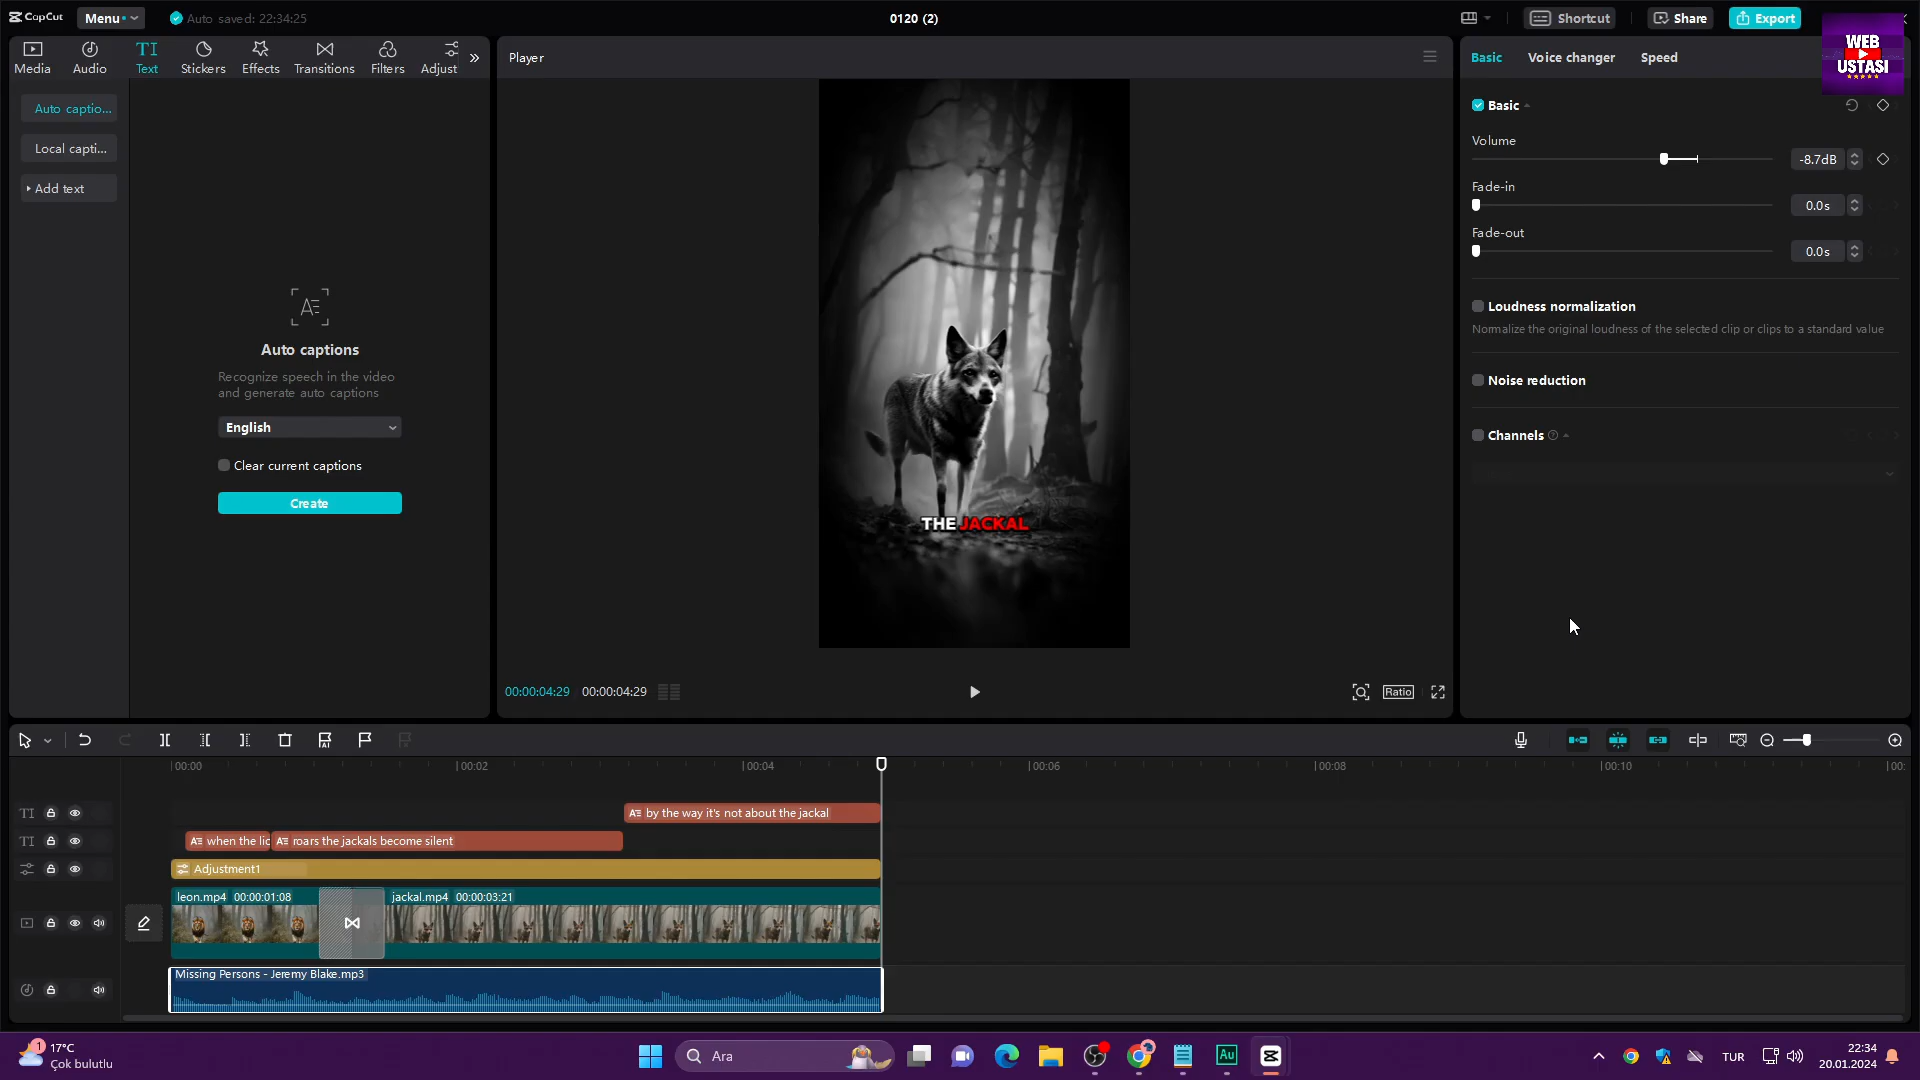 CapCut
Menu
Auto saved: 22:34:25
0120 (2)
Shortcut
Share
Export
WEB
USTASI
Media
Audio
TI
Text
Stickers
Effects
Transitions
Filters
Adjust
Player
Basic
Voice changer
Speed
Auto captio...
Local capti...
Add text
Auto captions
Recognize speech in the video
and generate auto captions
English
Clear current captions
Create
THE JACKAL
Basic
Volume
-8.7dB
Fade-in
0.0s
Fade-out
0.0s
Loudness normalization
Normalize the original loudness of the selected clip or clips to a standard value
Noise reduction
Channels
00:00:04:29
00:00:04:29
Ratio
00:00
00:02
00:04
00:06
00:08
00:10
00:
TI
by the way it's not about the jackal
TI
when the lio
roars the jackals become silent
Adjustment1
leon.mp4 00:00:01:08
jackal.mp4 00:00:03:21
Missing Persons - Jeremy Blake.mp3
1
17°C
Çok bulutlu
Ara
Au
TUR
22:34
20.01.2024